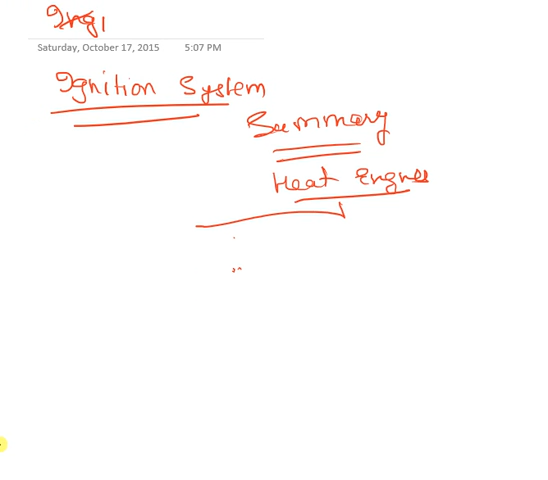 Saturday, October 17, 2015 5:07 PM
Ignition System
Summary
Heat Engines